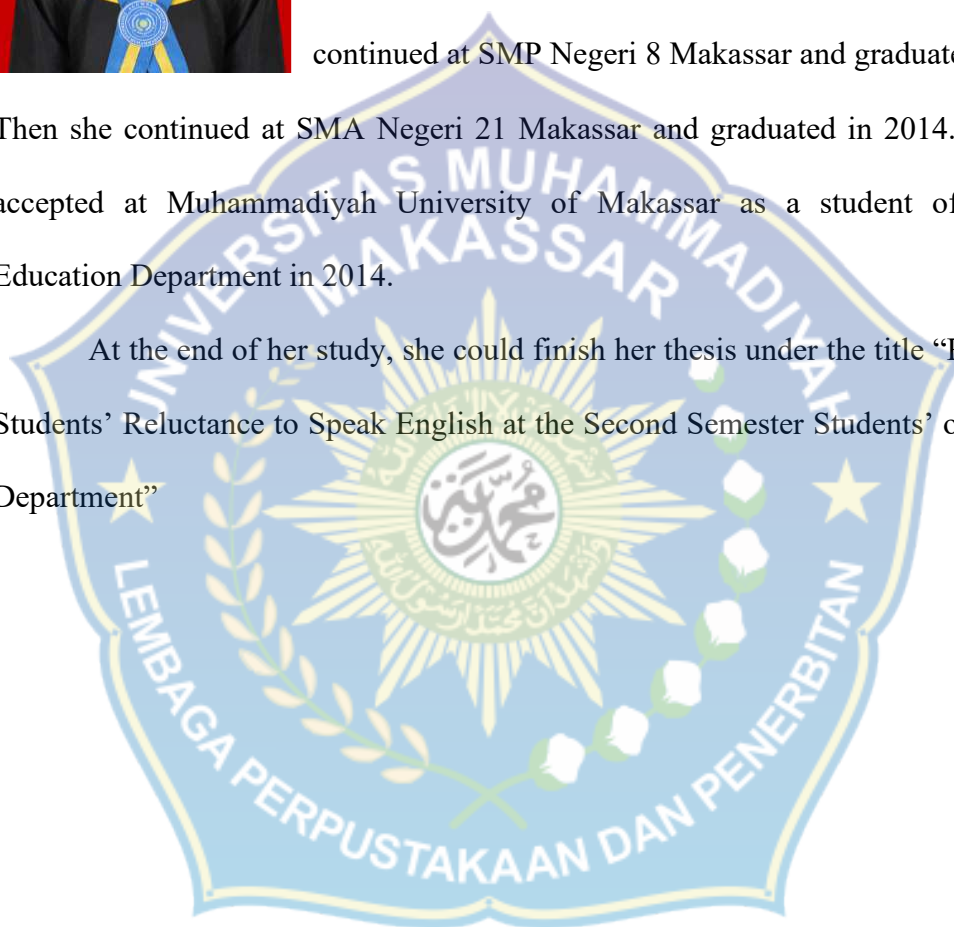 continued at SMP Negeri 8 Makassar and graduate
Then she continued at SMA Negeri 21 Makassar and graduated in 2014.
accepted at Muhammadiyah University of Makassar as a student of
Education Department in 2014.
At the end of her study, she could finish her thesis under the title “
Students’ Reluctance to Speak English at the Second Semester Students’ o
Department”
UNIVERSITAS MUHAMMADIYAH
MAKASSAR
محمدية
LEMBAGA PERPUSTAKAAN DAN PENERBITAN